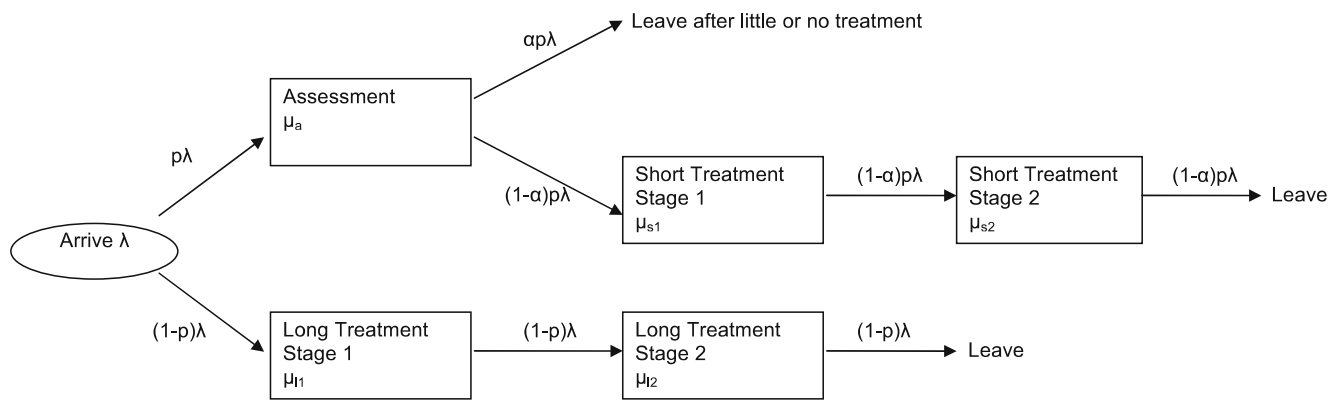 Leave after little or no treatment
αpλ
Assessment
μa
pλ
(1-α)pλ
Short Treatment
Stage 1
μs1
(1-α)pλ
Short Treatment
Stage 2
μs2
(1-α)pλ
Leave
Arrive λ
(1-p)λ
Long Treatment
Stage 1
μl1
(1-p)λ
Long Treatment
Stage 2
μl2
(1-p)λ
Leave